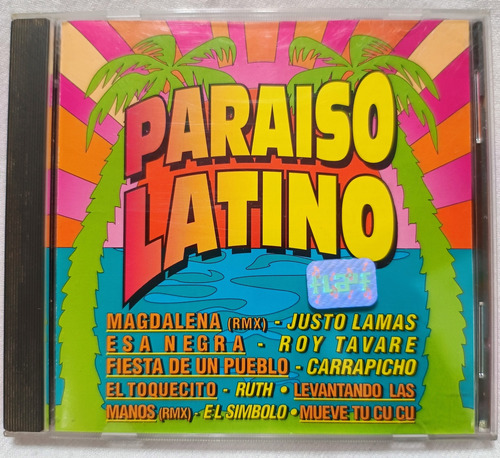 PARAISO
LATINO
MAGDALENA (RMX) - JUSTO LAMAS
ESA NEGRA - ROY TAVARE
FIESTA DE UN PUEBLO - CARRAPICHO
EL TOQUECITO - RUTH • LEVANTANDO LAS
MANOS (RMX) - EL SIMBOLO • MUEVE TU CU CU